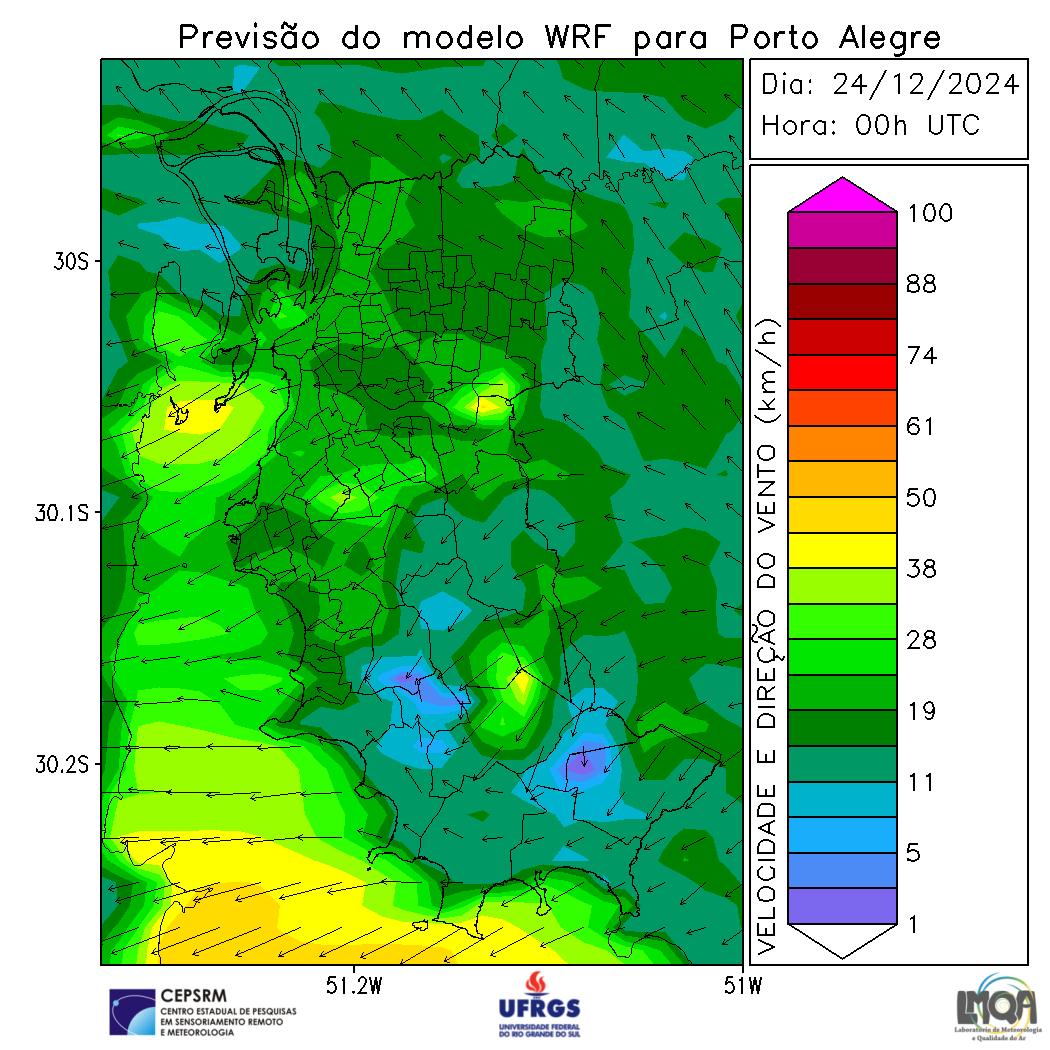 Previsão do modelo WRF para Porto Alegre
Dia: 24/12/2024
Hora: 00h UTC
30S
30.1S
30.2S
51.2W
51W
VELOCIDADE E DIREÇÃO DO VENTO (km/h)
100
88
74
61
50
38
28
19
11
5
1
CEPSRM
CENTRO ESTADUAL DE PESQUISAS
EM SENSORIAMENTO REMOTO
E METEOROLOGIA
UFRGS
UNIVERSIDADE FEDERAL
DO RIO GRANDE DO SUL
LMQA
Laboratório de Meteorologia
e Qualidade do Ar